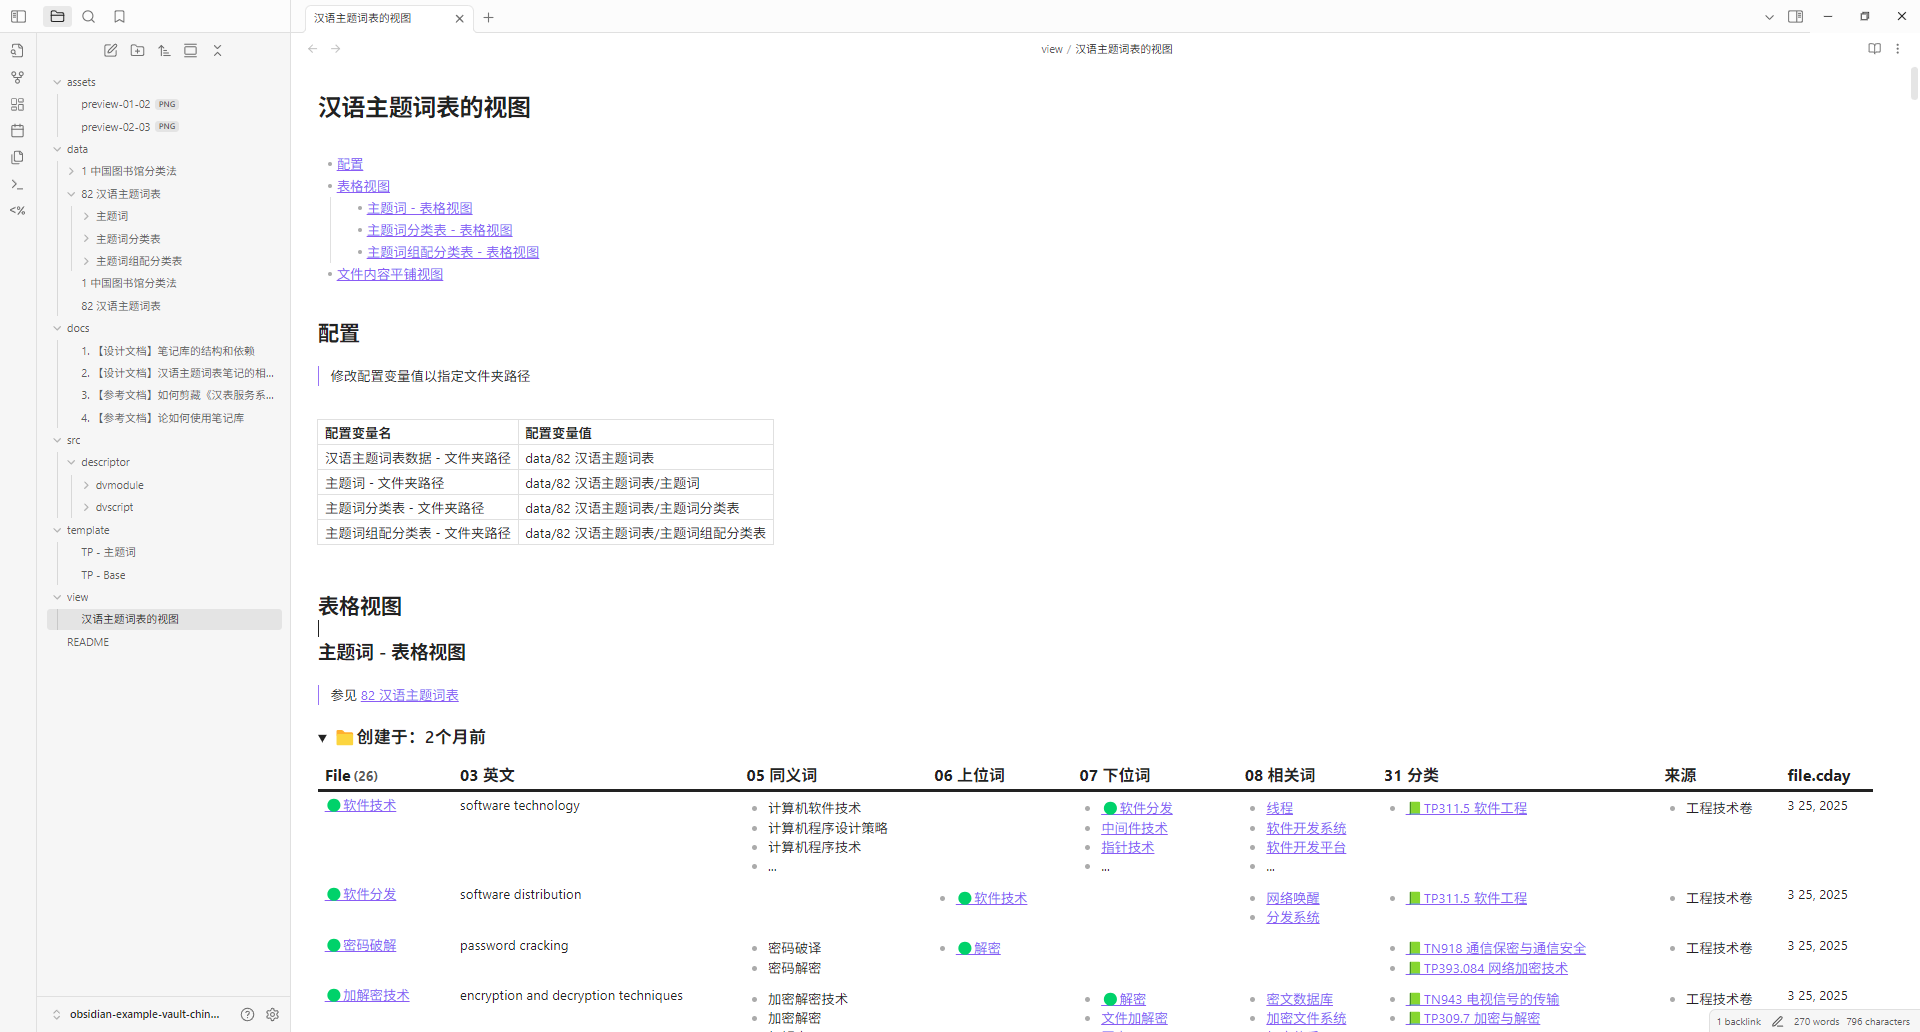 汉语主题词表的视图
view / 汉语主题词表的视图
assets
preview-01-02 PNG
preview-02-03 PNG
data
1 中国图书馆分类法
82 汉语主题词表
主题词
主题词分类表
主题词组配分类表
1 中国图书馆分类法
82 汉语主题词表
docs
1. 【设计文档】笔记库的结构和依赖
2. 【设计文档】汉语主题词表笔记的相...
3. 【参考文档】如何剪藏《汉表服务系...
4. 【参考文档】论如何使用笔记库
src
descriptor
dvmodule
dvscript
template
TP - 主题词
TP - Base
view
汉语主题词表的视图
README
obsidian-example-vault-chin...
汉语主题词表的视图
• 配置
• 表格视图
• 主题词 - 表格视图
• 主题词分类表 - 表格视图
• 主题词组配分类表 - 表格视图
• 文件内容平铺视图
配置
修改配置变量值以指定文件夹路径
配置变量名 配置变量值
汉语主题词表数据 - 文件夹路径 data/82 汉语主题词表
主题词 - 文件夹路径 data/82 汉语主题词表/主题词
主题词分类表 - 文件夹路径 data/82 汉语主题词表/主题词分类表
主题词组配分类表 - 文件夹路径 data/82 汉语主题词表/主题词组配分类表
表格视图
主题词 - 表格视图
参见 82 汉语主题词表
创建于：2个月前
File (26) 03 英文 05 同义词 06 上位词 07 下位词 08 相关词 31 分类 来源 file.cday
软件技术 software technology • 计算机软件技术 • 软件分发 • 线程 • TP311.5 软件工程 • 工程技术卷 3 25, 2025
• 计算机程序设计策略 • 中间件技术 • 软件开发系统
• 计算机程序技术 • 指针技术 • 软件开发平台
• ... • ... • ...
软件分发 software distribution • 软件技术 • 网络唤醒 • TP311.5 软件工程 • 工程技术卷 3 25, 2025
• 分发系统
密码破解 password cracking • 密码破译 • 解密 • TN918 通信保密与通信安全 • 工程技术卷 3 25, 2025
• 密码解密 • TP393.084 网络加密技术
加解密技术 encryption and decryption techniques • 加密解密技术 • 解密 • 密文数据库 • TN943 电视信号的传输 • 工程技术卷 3 25, 2025
• 加密解密 • 文件加解密 • 加密文件系统 • TP309.7 加密与解密
1 backlink 270 words 796 characters